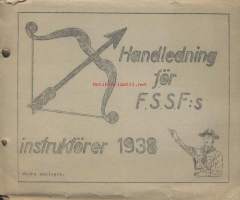 Handledning
för
F.S.S.F:s
instruktörer 1938